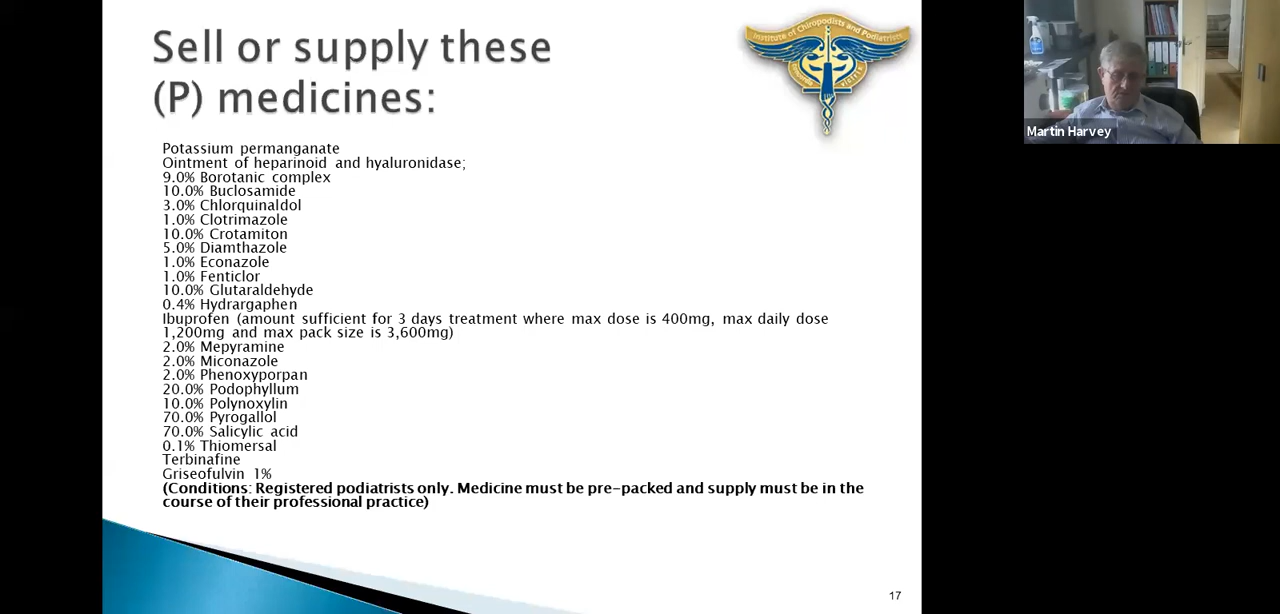 Sell or supply these
(P) medicines:
Institute of Chiropodists and Podiatrists
Martin Harvey
Potassium permanganate
Ointment of heparinoid and hyaluronidase;
9.0% Borotanic complex
10.0% Buclosamide
3.0% Chlorquinaldol
1.0% Clotrimazole
10.0% Crotamiton
5.0% Diamthazole
1.0% Econazole
1.0% Fenticlor
10.0% Glutaraldehyde
0.4% Hydrargaphen
Ibuprofen (amount sufficient for 3 days treatment where max dose is 400mg, max daily dose
1,200mg and max pack size is 3,600mg)
2.0% Mepyramine
2.0% Miconazole
2.0% Phenoxyporpan
20.0% Podophyllum
10.0% Polynoxylin
70.0% Pyrogallol
70.0% Salicylic acid
0.1% Thiomersal
Terbinafine
Griseofulvin 1%
(Conditions: Registered podiatrists only. Medicine must be pre-packed and supply must be in the
course of their professional practice)
17